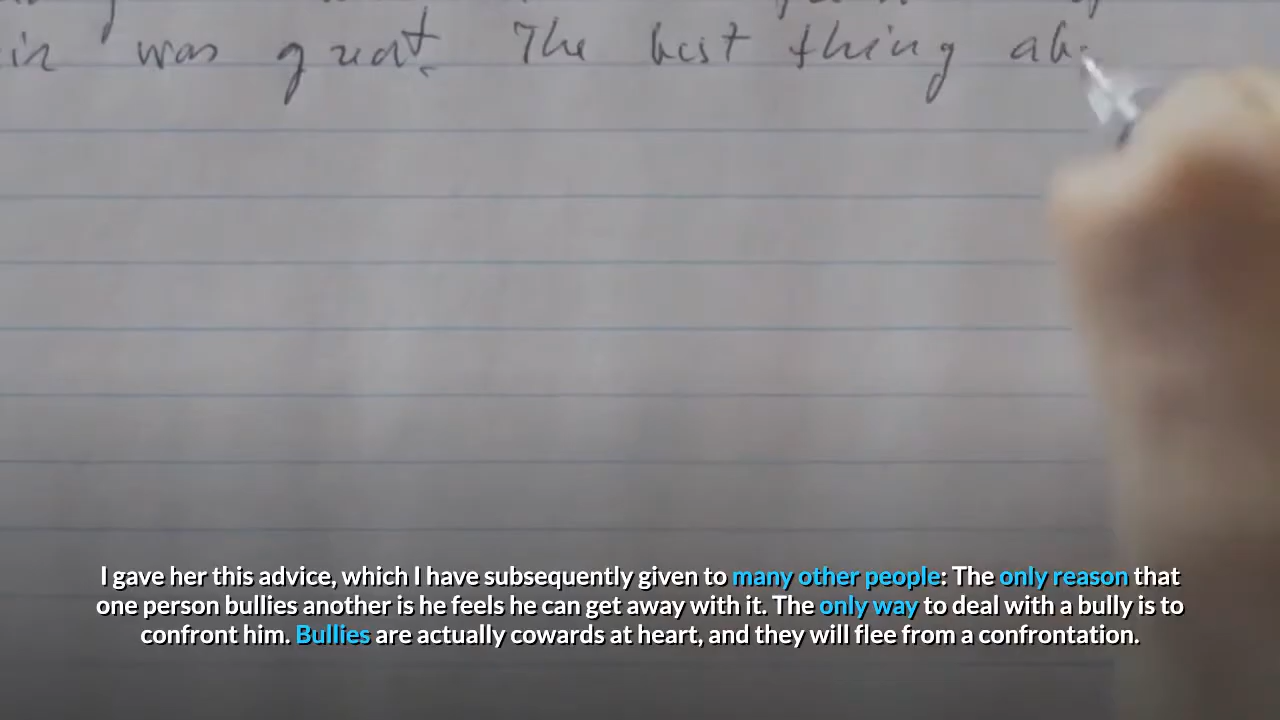 in was great. The best thing ab
I gave her this advice, which I have subsequently given to many other people: The only reason that
one person bullies another is he feels he can get away with it. The only way to deal with a bully is to
confront him. Bullies are actually cowards at heart, and they will flee from a confrontation.